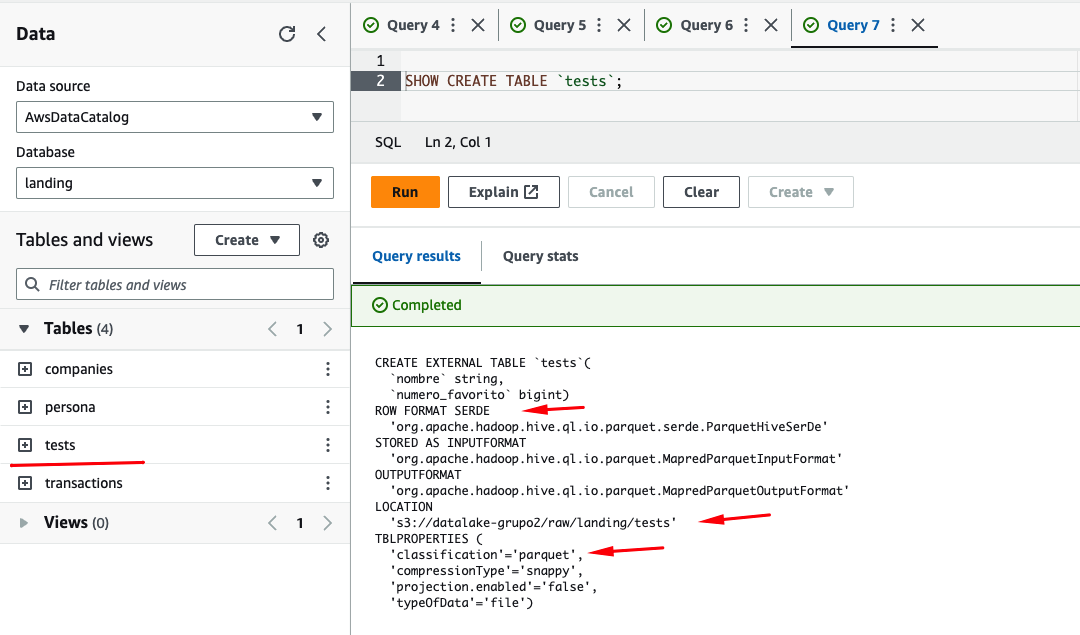 Data
Data source
AwsDataCatalog
Database
landing
Tables and views
Create
Filter tables and views
Tables (4)
1
companies
persona
tests
transactions
Views (0)
1
Query 4
Query 5
Query 6
Query 7
1
2 SHOW CREATE TABLE `tests`;
SQL Ln 2, Col 1
Run Explain Cancel Clear Create
Query results Query stats
Completed
CREATE EXTERNAL TABLE `tests`(
`nombre` string,
`numero_favorito` bigint)
ROW FORMAT SERDE
'org.apache.hadoop.hive.ql.io.parquet.serde.ParquetHiveSerDe'
STORED AS INPUTFORMAT
'org.apache.hadoop.hive.ql.io.parquet.MapredParquetInputFormat'
OUTPUTFORMAT
'org.apache.hadoop.hive.ql.io.parquet.MapredParquetOutputFormat'
LOCATION
's3://datalake-grupo2/raw/landing/tests'
TBLPROPERTIES (
'classification'='parquet',
'compressionType'='snappy',
'projection.enabled'='false',
'typeOfData'='file')